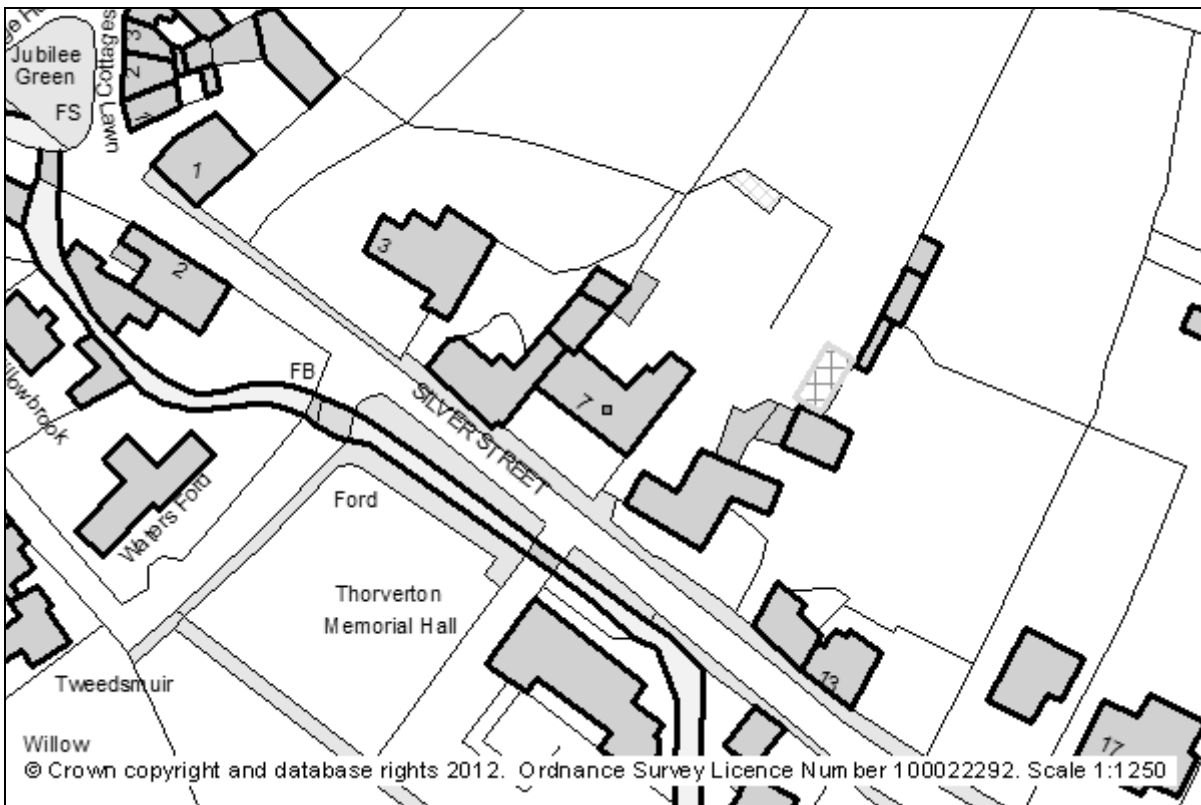 Jubilee
Green
FS
Lawn Cottages
3
2
1
1
3
2
FB
7
SILVER STREET
Willowbrook
Waters Ford
Ford
Thorverton
Memorial Hall
13
Tweedsmuir
Willow
17
© Crown copyright and database rights 2012. Ordnance Survey Licence Number 100022292. Scale 1:1250